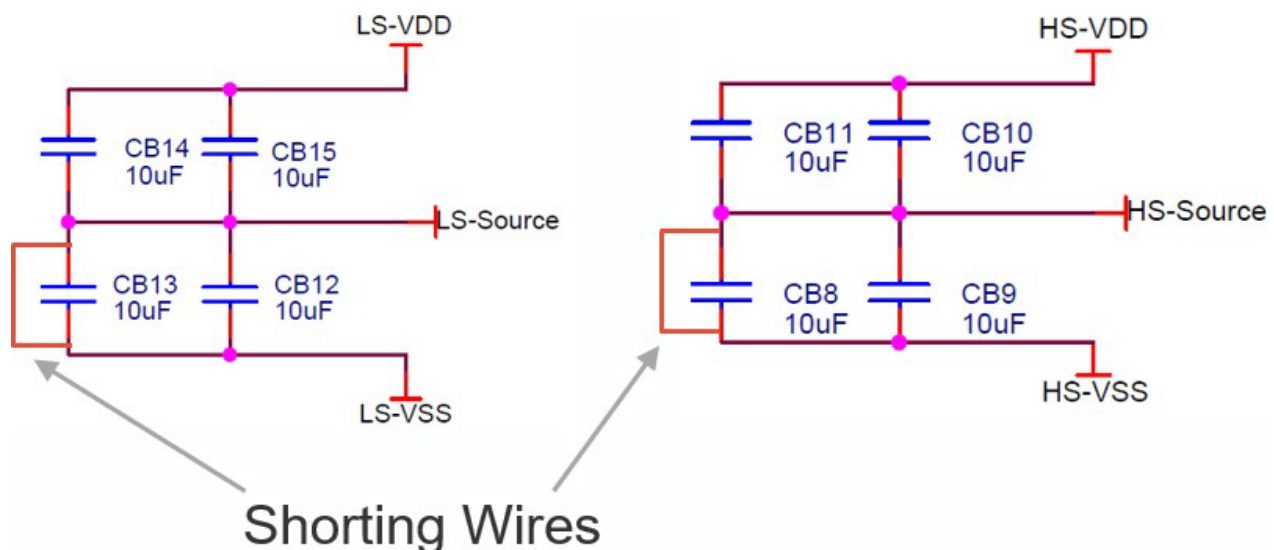 LS-VDD
HS-VDD
CB14
10uF
CB15
10uF
CB11
10uF
CB10
10uF
LS-Source
HS-Source
CB13
10uF
CB12
10uF
CB8
10uF
CB9
10uF
LS-VSS
HS-VSS
Shorting Wires